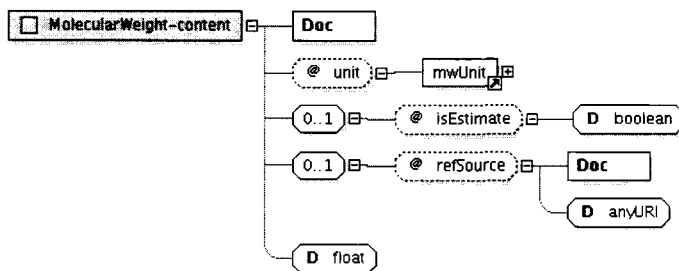 MolecularWeight-content
Doc
@ unit
mwUnit
0..1
@ isEstimate
D boolean
0..1
@ refSource
Doc
D anyURI
D float